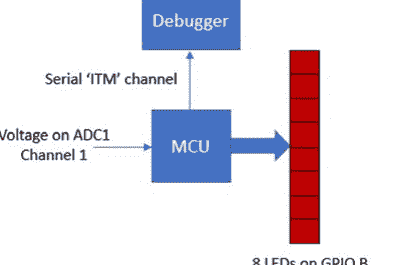 Debugger
Serial ‘ITM’ channel
Voltage on ADC1
Channel 1
MCU
8 LEDs on GPIO B